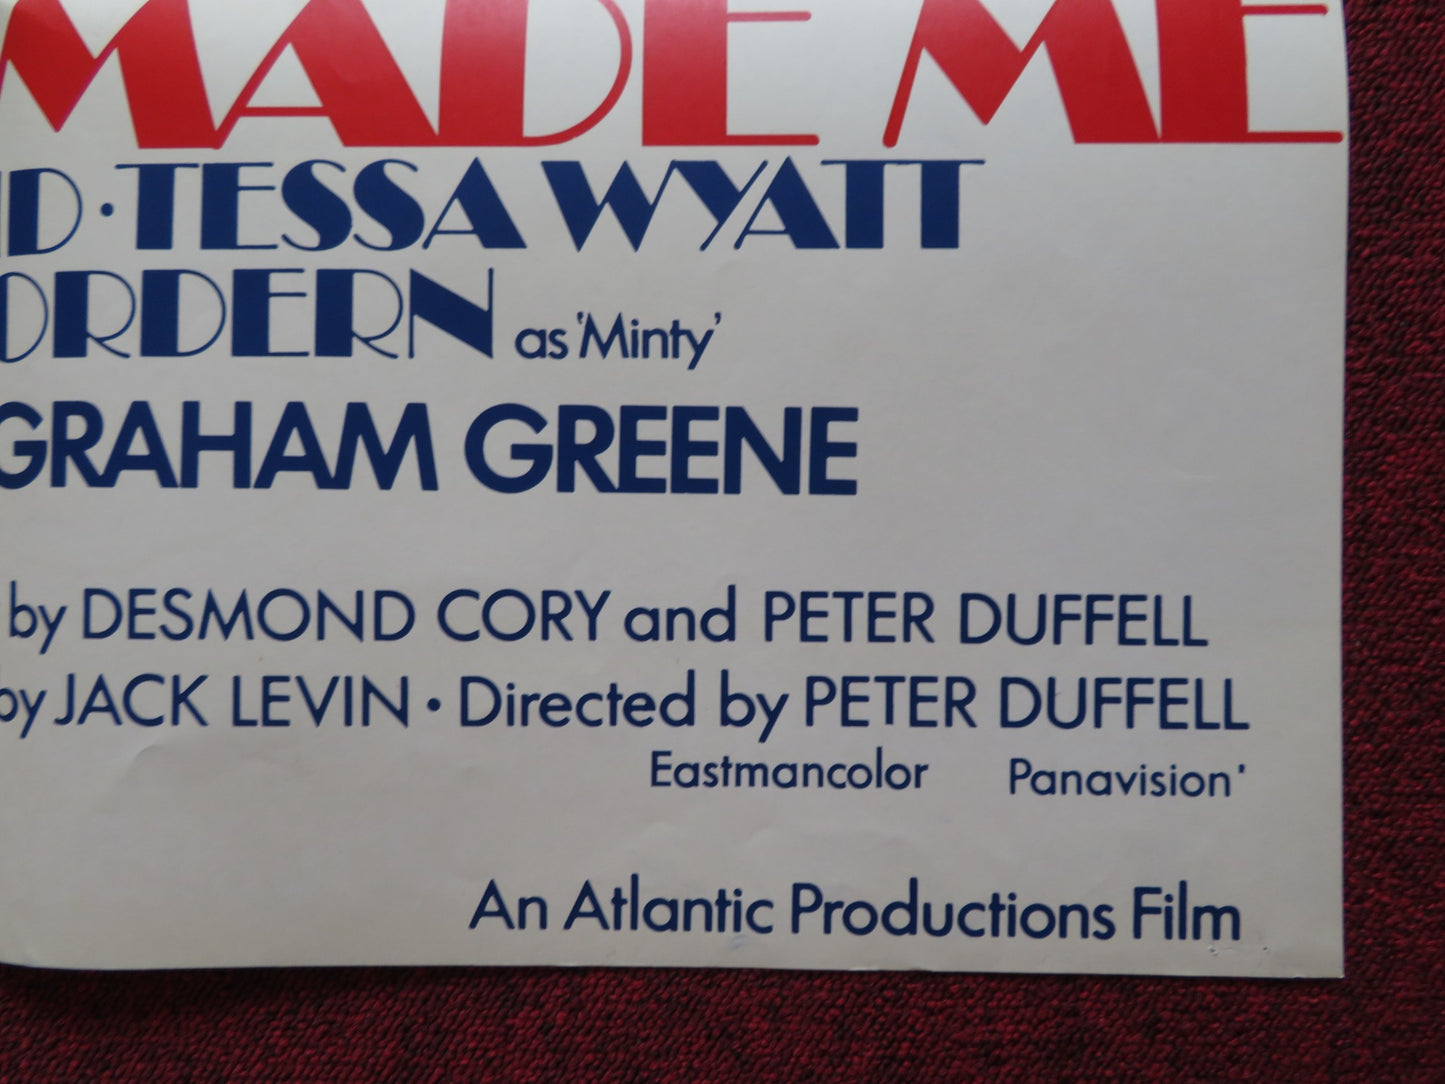 MADE ME
D · TESSA WYATT
ORDERN as 'Minty'
GRAHAM GREENE
by DESMOND CORY and PETER DUFFELL
by JACK LEVIN · Directed by PETER DUFFELL
Eastmancolor Panavision'
An Atlantic Productions Film